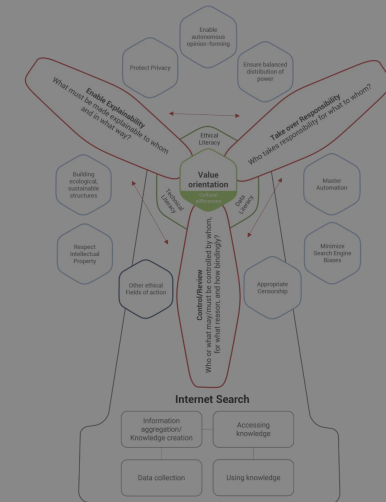 Enable
autonomous
opinion-forming
Protect Privacy
Ensure balanced
distribution of
power
Enable Explainability
What must be made explainable to whom
and in what way?
Take over Responsibility
Who takes responsibility for what to whom?
Ethical
Literacy
Value
orientation
Cultural
differences
Technical
Literacy
Data
Literacy
Building
ecological,
sustainable
structures
Master
Automation
Respect
Intellectual
Property
Minimize
Search Engine
Biases
Other ethical
Fields of action
Appropriate
Censorship
Control/Review
Who or what may/must be controlled by whom,
for what reason, and how bindingly?
Internet Search
Information
aggregation/
Knowledge creation
Accessing
knowledge
Data collection
Using knowledge